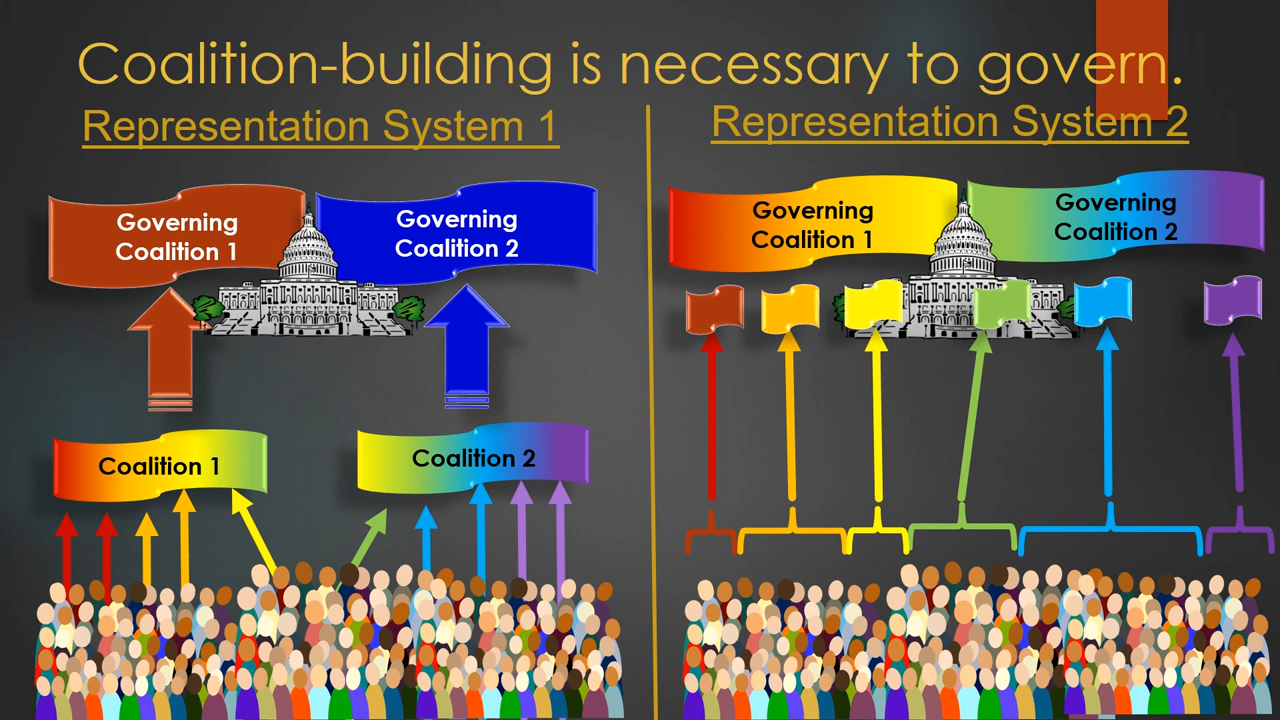 Coalition-building is necessary to govern.
Representation System 1
Governing
Coalition 1
Governing
Coalition 2
Coalition 1
Coalition 2
Representation System 2
Governing
Coalition 1
Governing
Coalition 2